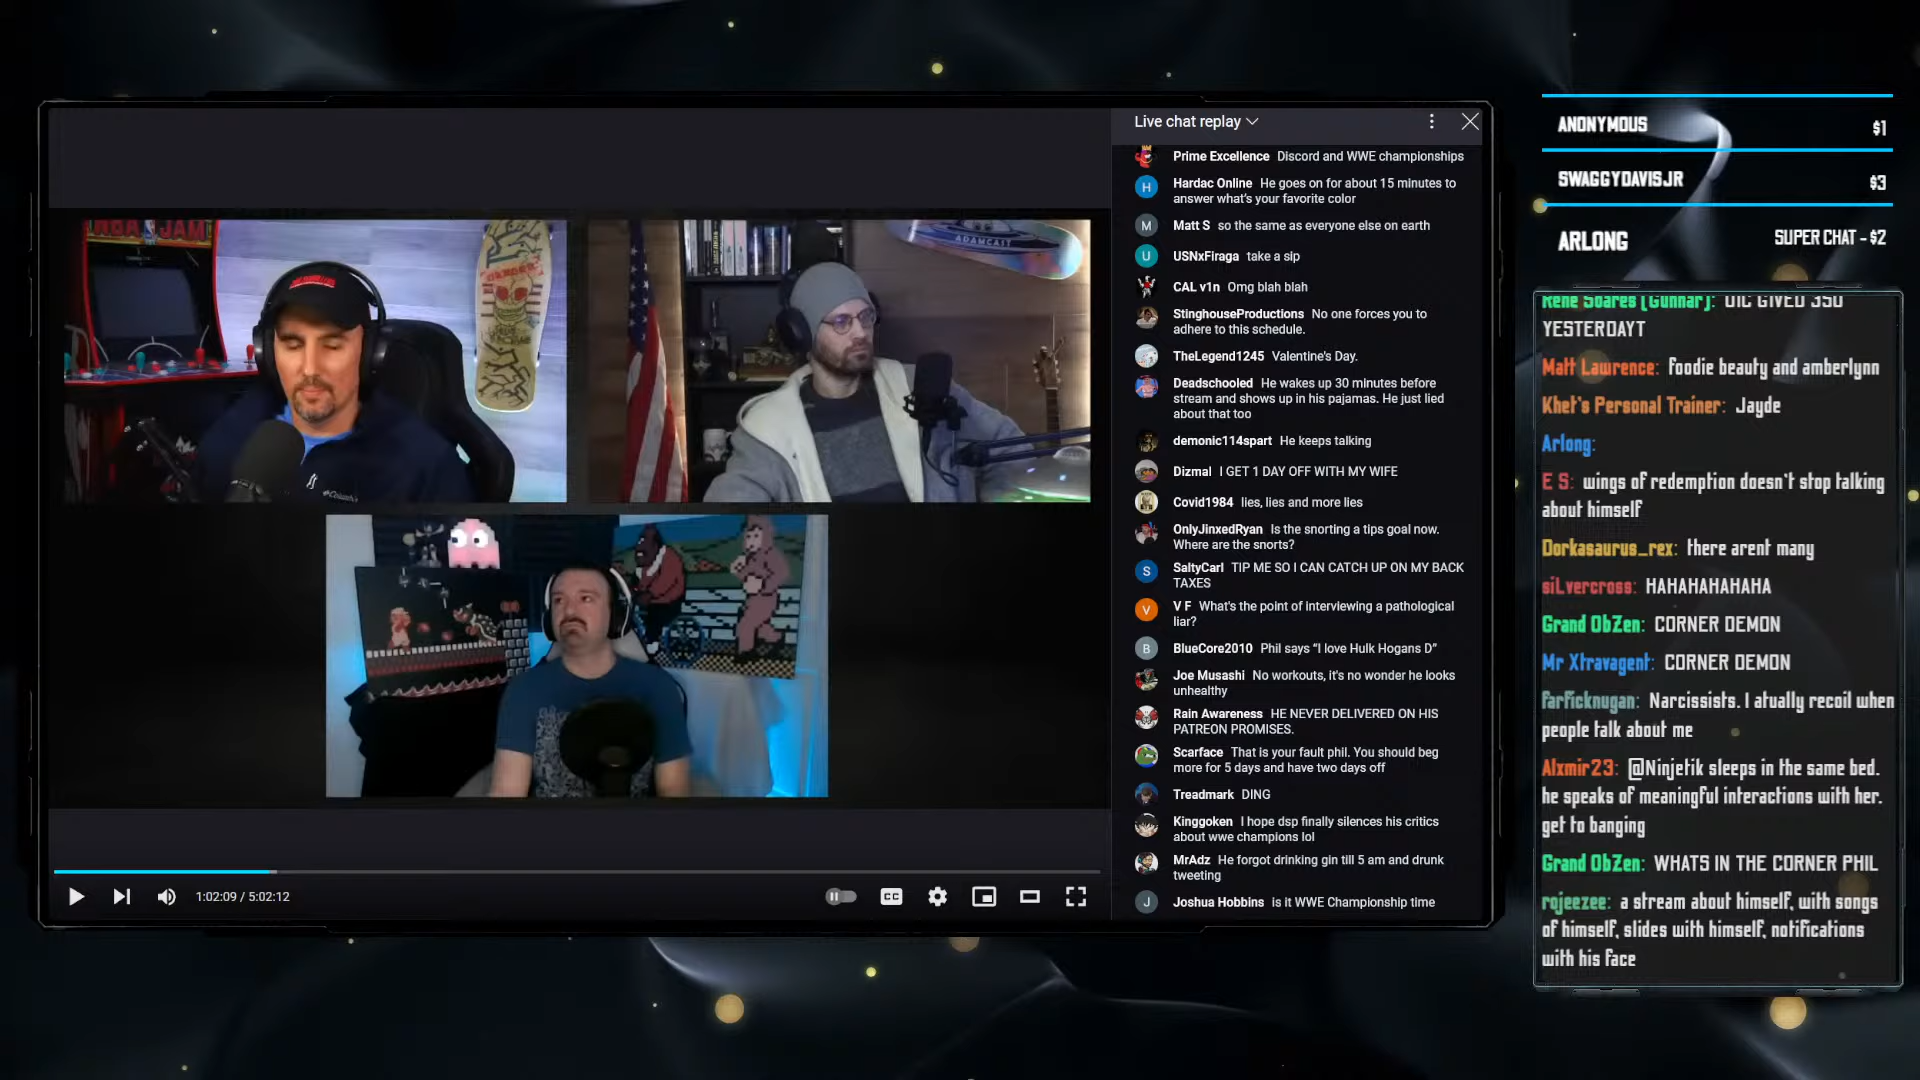 NBA JAM
ADAMCAST
Columbia
1:02:09 / 5:02:12
CC
Live chat replay
Prime Excellence Discord and WWE championships
H
Hardac Online He goes on for about 15 minutes to
answer what's your favorite color
M
Matt S so the same as everyone else on earth
U
USNxFiraga take a sip
CAL v1n Omg blah blah
StinghouseProductions No one forces you to
adhere to this schedule.
TheLegend1245 Valentine's Day.
Deadschooled He wakes up 30 minutes before
stream and shows up in his pajamas. He just lied
about that too
demonic114spart He keeps talking
Dizmal I GET 1 DAY OFF WITH MY WIFE
Covid1984 lies, lies and more lies
OnlyJinxedRyan Is the snorting a tips goal now.
Where are the snorts?
S
SaltyCarl TIP ME SO I CAN CATCH UP ON MY BACK
TAXES
V
V F What's the point of interviewing a pathological
liar?
B
BlueCore2010 Phil says “I love Hulk Hogans D”
Joe Musashi No workouts, it's no wonder he looks
unhealthy
Rain Awareness HE NEVER DELIVERED ON HIS
PATREON PROMISES.
Scarface That is your fault phil. You should beg
more for 5 days and have two days off
Treadmark DING
Kinggoken I hope dsp finally silences his critics
about wwe champions lol
MrAdz He forgot drinking gin till 5 am and drunk
tweeting
J
Joshua Hobbins is it WWE Championship time
ANONYMOUS $1
SWAGGYDAVISJR $3
ARLONG SUPER CHAT - $2
Rene Soares (Gunnar): DIC GIVED 350
YESTERDAYT
Matt Lawrence: foodie beauty and amberlynn
Khet's Personal Trainer: Jayde
Arlong:
E S: wings of redemption doesn't stop talking
about himself
Dorkasaurus_rex: there arent many
siLvercross: HAHAHAHAHAHA
Grand ObZen: CORNER DEMON
Mr Xtravagent: CORNER DEMON
farficknugan: Narcissists. I atually recoil when
people talk about me
Alxmir23: @Ninjetik sleeps in the same bed.
he speaks of meaningful interactions with her.
get to banging
Grand ObZen: WHATS IN THE CORNER PHIL
rojeezee: a stream about himself, with songs
of himself, slides with himself, notifications
with his face